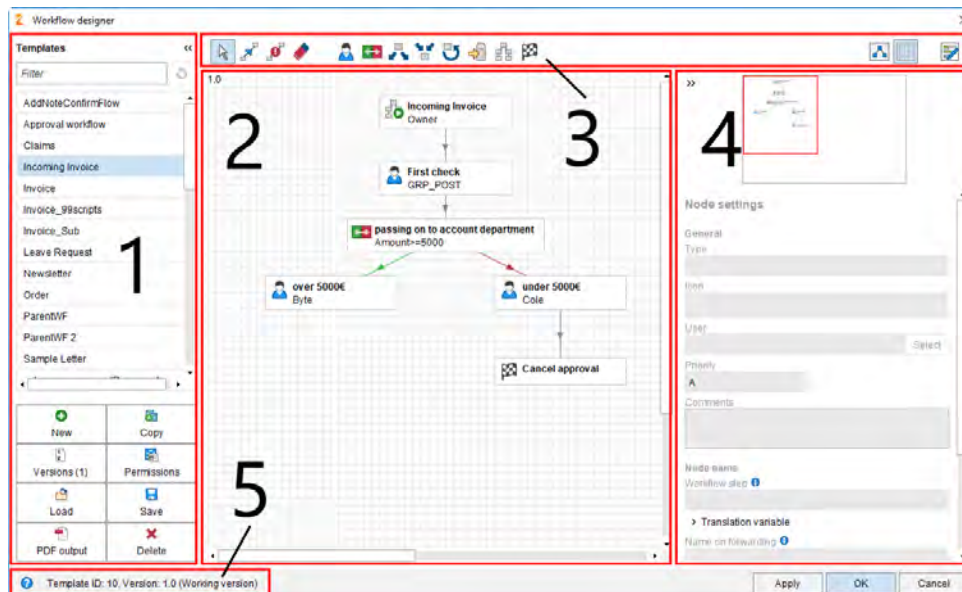 Workflow designer
Templates
Filter
AddNoteConfirmFlow
Approval workflow
Claims
Incoming Invoice
Invoice
Invoice_99scripts
Invoice_Sub
Leave Request
Newsletter
Order
ParentWF
ParentWF 2
Sample Letter
1
New
Copy
Versions (1)
Permissions
Load
Save
PDF output
Delete
3
1.0
2
Incoming Invoice
Owner
First check
GRP_POST
passing on to account department
Amount>=5000
over 5000€
Byte
under 5000€
Cole
Cancel approval
4
Node settings
General
Type
Icon
User
Select
Priority
A
Comments
Node name
Workflow step
Translation variable
Name on forwarding
5
Template ID: 10, Version: 1.0 (Working version)
Apply
OK
Cancel